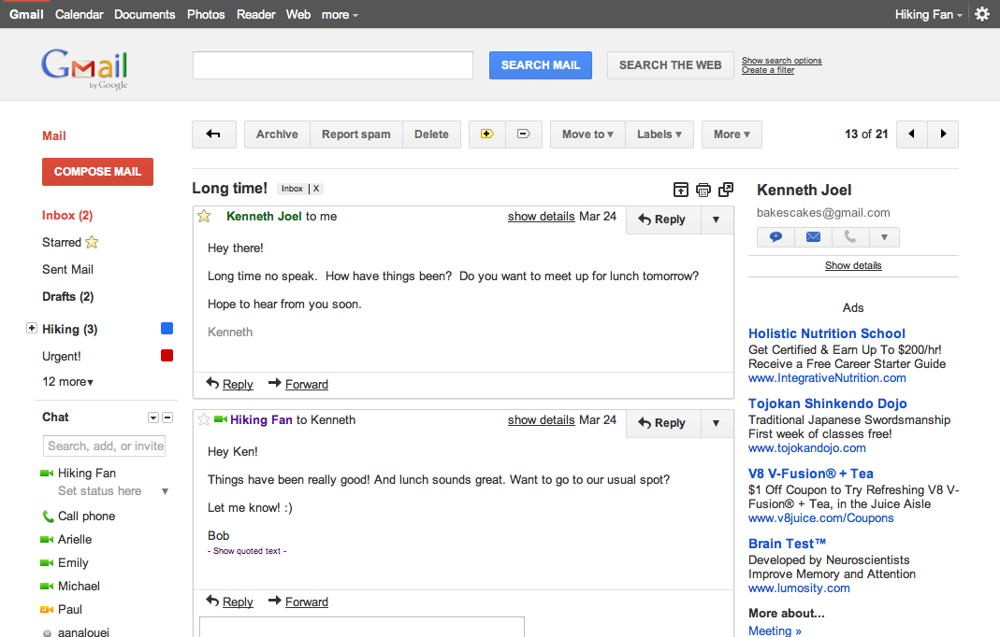 Gmail Calendar Documents Photos Reader Web more
Hiking Fan
Gmail
by Google
SEARCH MAIL
SEARCH THE WEB
Show search options
Create a filter
Mail
COMPOSE MAIL
Inbox (2)
Starred
Sent Mail
Drafts (2)
Hiking (3)
Urgent!
12 more▾
Chat
Search, add, or invite
Hiking Fan
Set status here
Call phone
Arielle
Emily
Michael
Paul
aanalouei
Archive Report spam Delete
Move to ▾ Labels ▾
More ▾
13 of 21
Long time!
Inbox | X
Kenneth Joel to me
show details Mar 24
Reply
Hey there!
Long time no speak.  How have things been?  Do you want to meet up for lunch tomorrow?
Hope to hear from you soon.
Kenneth
Reply Forward
Hiking Fan to Kenneth
show details Mar 24
Reply
Hey Ken!
Things have been really good! And lunch sounds great. Want to go to our usual spot?
Let me know! :)
Bob
- Show quoted text -
Reply Forward
Kenneth Joel
bakescakes@gmail.com
Show details
Ads
Holistic Nutrition School
Get Certified & Earn Up To $200/hr!
Receive a Free Career Starter Guide
www.IntegrativeNutrition.com
Tojokan Shinkendo Dojo
Traditional Japanese Swordsmanship
First week of classes free!
www.tojokandojo.com
V8 V-Fusion® + Tea
$1 Off Coupon to Try Refreshing V8 V-
Fusion® + Tea, in the Juice Aisle
www.v8juice.com/Coupons
Brain Test™
Developed by Neuroscientists
Improve Memory and Attention
www.lumosity.com
More about...
Meeting »